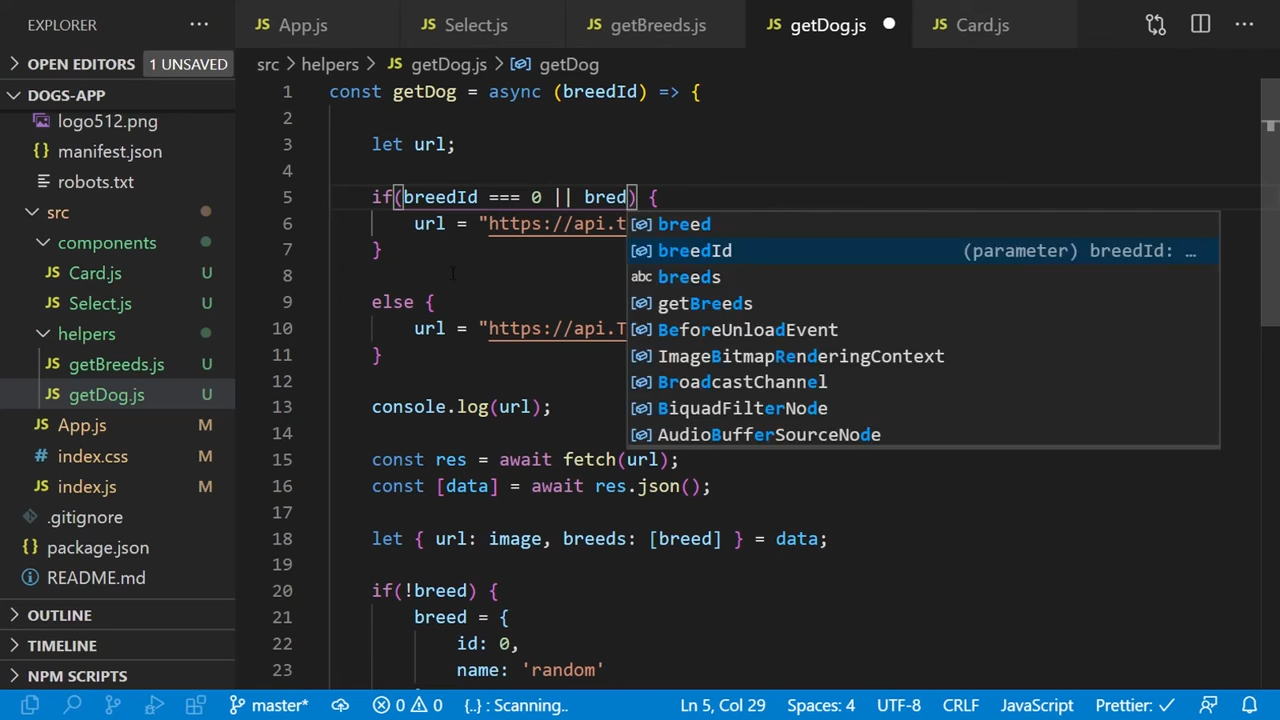 EXPLORER
JS App.js
JS Select.js
JS getBreeds.js
JS getDog.js
JS Card.js
OPEN EDITORS 1 UNSAVED
src > helpers > JS getDog.js > getDog
DOGS-APP
logo512.png
{} manifest.json
robots.txt
src
components
JS Card.js U
JS Select.js U
helpers
JS getBreeds.js U
JS getDog.js U
JS App.js M
# index.css M
JS index.js M
.gitignore
package.json
README.md
OUTLINE
TIMELINE
NPM SCRIPTS
1 const getDog = async (breedId) => {
2
3 let url;
4
5 if(breedId === 0 || bred) {
6 url = "https://api.t
7 }
8
9 else {
10 url = "https://api.T
11 }
12
13 console.log(url);
14
15 const res = await fetch(url);
16 const [data] = await res.json();
17
18 let { url: image, breeds: [breed] } = data;
19
20 if(!breed) {
21 breed = {
22 id: 0,
23 name: 'random'
breed
breedId (parameter) breedId: …
abc breeds
getBreeds
BeforeUnloadEvent
ImageBitmapRenderingContext
BroadcastChannel
BiquadFilterNode
AudioBufferSourceNode
master* 0 0 {..} : Scanning.. Ln 5, Col 29 Spaces: 4 UTF-8 CRLF JavaScript Prettier: ✓